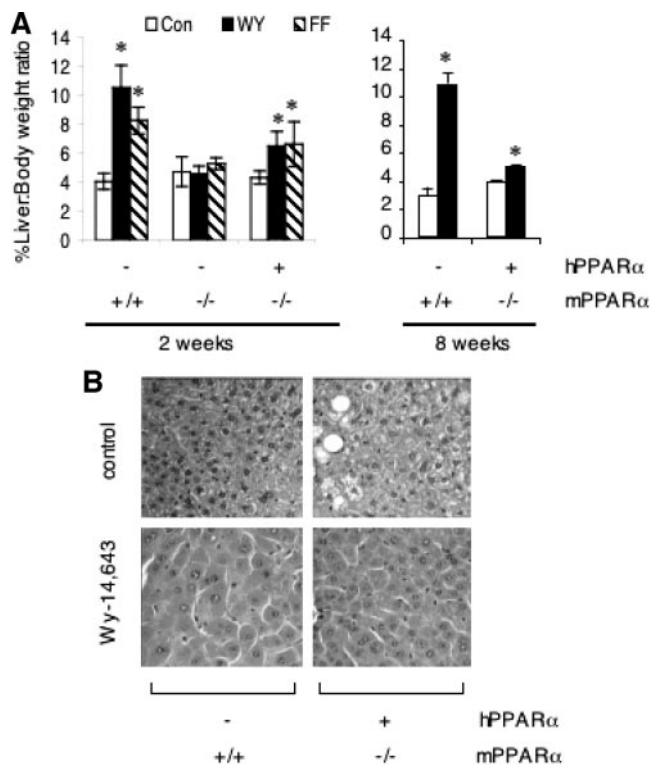 A
Con WY FF
%Liver:Body weight ratio
14
12
10
8
6
4
2
0
* * * *
14
12
10
8
6
4
2
0
* *
- - + - + hPPARα
+/+ -/- -/- +/+ -/- mPPARα
2 weeks 8 weeks
B
control
Wy-14,643
- + hPPARα
+/+ -/- mPPARα